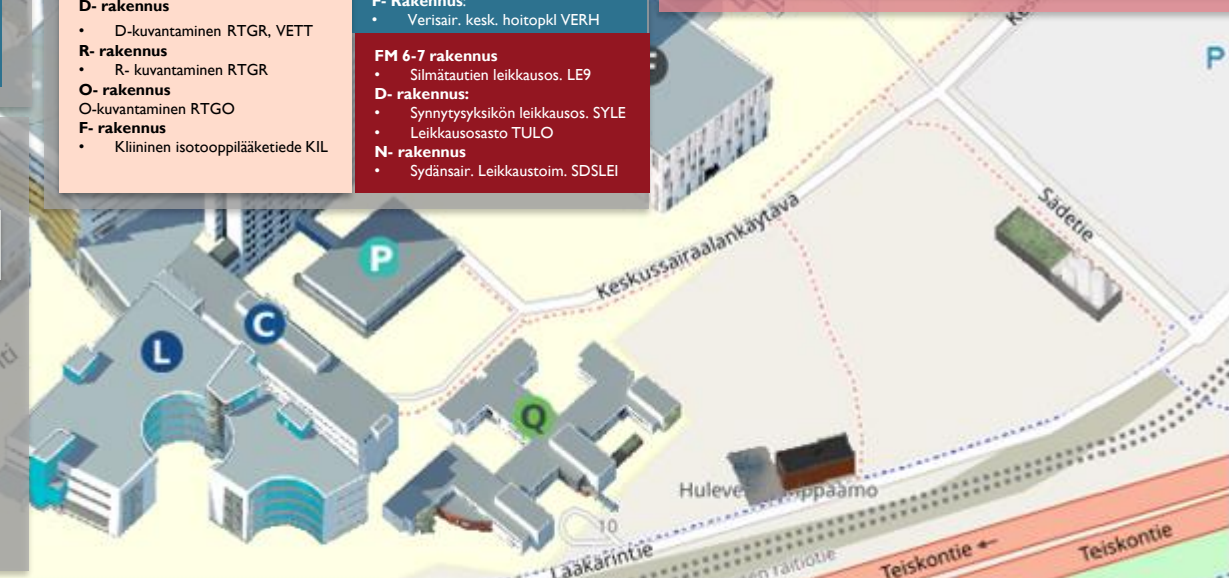 D- rakennus
• D-kuvantaminen RTGR, VETT
R- rakennus
• R- kuvantaminen RTGR
O- rakennus
O-kuvantaminen RTGO
F- rakennus
• Kliininen isotooppilääketiede KIL
F- Rakennus:
• Verisair. kesk. hoitopkl VERH
FM 6-7 rakennus
• Silmätautien leikkausos. LE9
D- rakennus:
• Synnytysyksikön leikkausos. SYLE
• Leikkausosasto TULO
N- rakennus
• Sydänsair. Leikkaustoim. SDSLEI
F
P
Keskussairaalankäytävä
Sädetie
P
C
L
Q
10
Lääkärintie
raitiotie
Teiskontie ←
Teiskontie